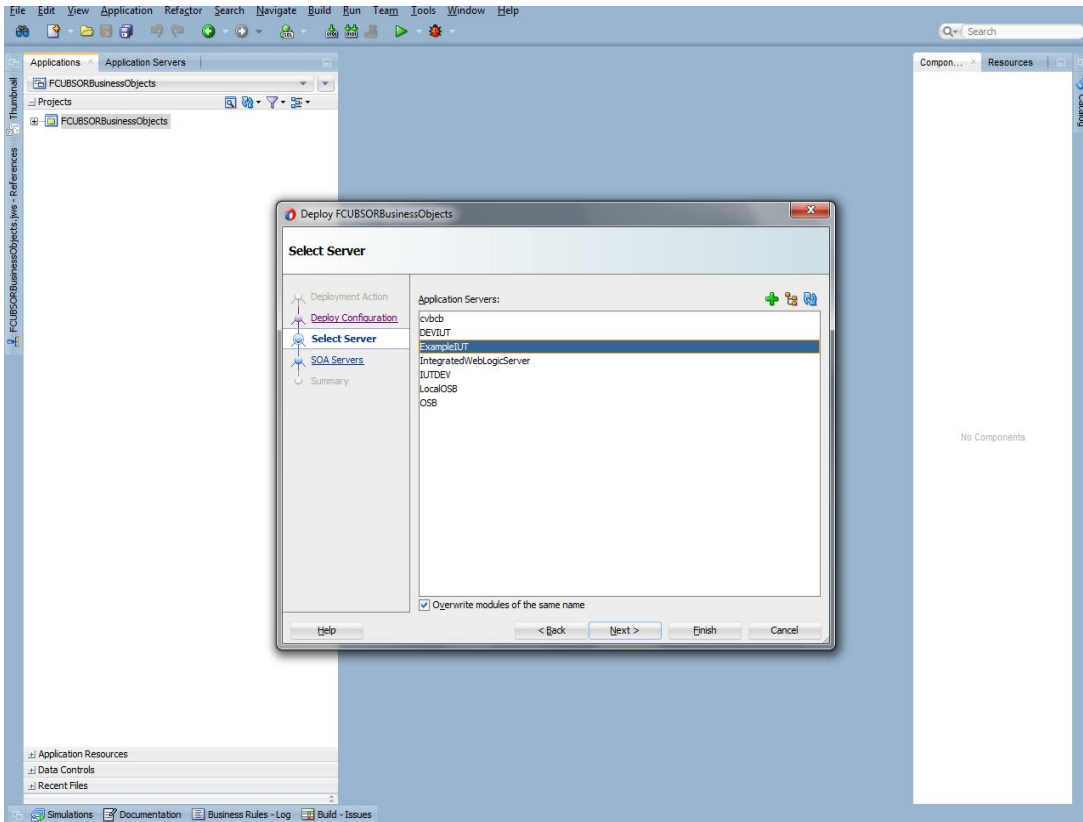 File Edit View Application Refactor Search Navigate Build Run Team Tools Window Help
Search
Applications Application Servers
FCUBSORBusinessObjects
Projects
FCUBSORBusinessObjects
Thumbnail
FCUBSORBusinessObjects.jws - References
Compon... Resources
Catalog
No Components
Deploy FCUBSORBusinessObjects
Select Server
Deployment Action
Deploy Configuration
Select Server
SOA Servers
Summary
Application Servers:
cvbcb
DEVIUT
ExampleIUT
IntegratedWebLogicServer
IUTDEV
LocalOSB
OSB
Overwrite modules of the same name
Help < Back Next > Finish Cancel
Application Resources
Data Controls
Recent Files
Simulations Documentation Business Rules - Log Build - Issues